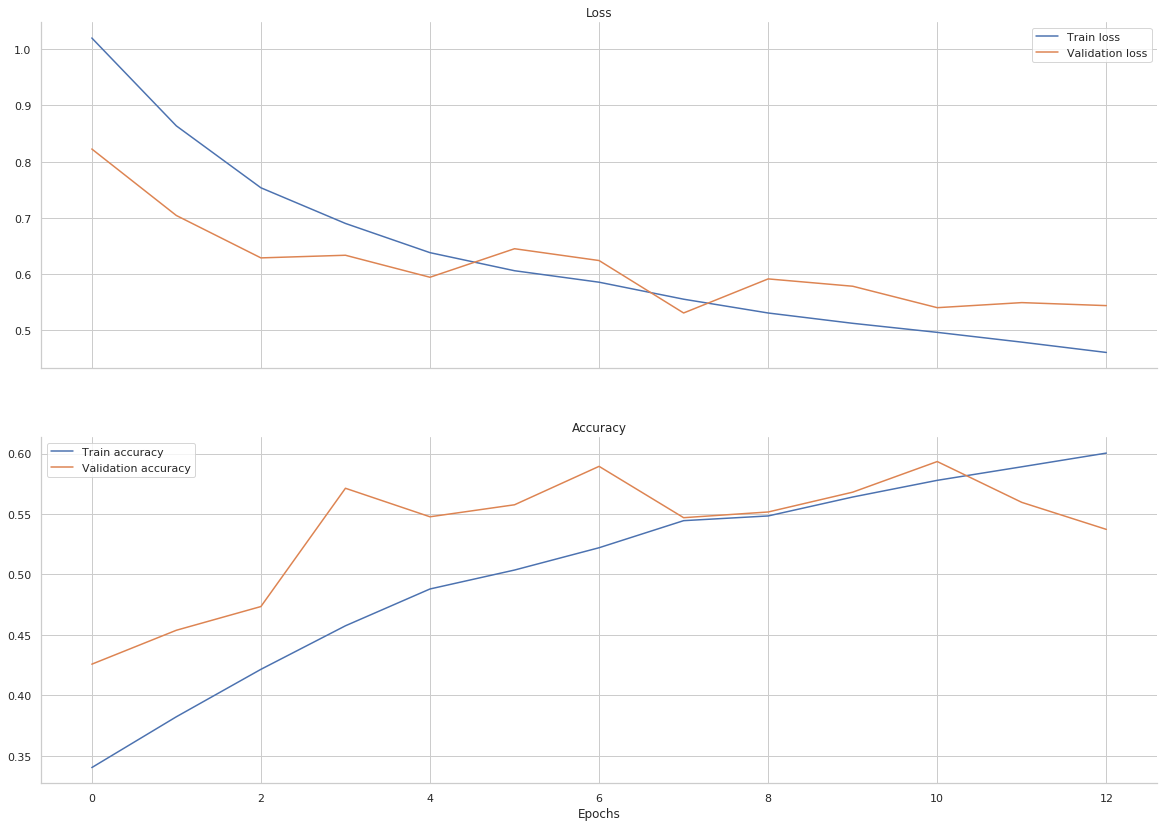 Loss
1.0
0.9
0.8
0.7
0.6
0.5
Train loss
Validation loss
Accuracy
0.60
0.55
0.50
0.45
0.40
0.35
Train accuracy
Validation accuracy
0 2 4 6 8 10 12
Epochs